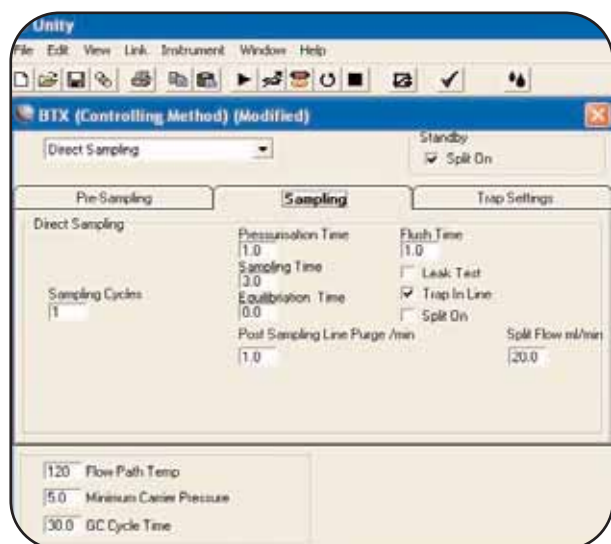 Unity
File Edit View Link Instrument Window Help
BTX (Controlling Method) (Modified)
Direct Sampling
Standby
Split On
Pre-Sampling Sampling Trap Settings
Direct Sampling
Pressurisation Time Flush Time
1.0 1.0
Sampling Time Leak Test
3.0
Sampling Cycles Equilibriation Time Trap In Line
1 0.0 Split On
Post Sampling Line Purge /min Split Flow ml/min
1.0 20.0
120 Flow Path Temp
5.0 Minimum Carrier Pressure
30.0 GC Cycle Time